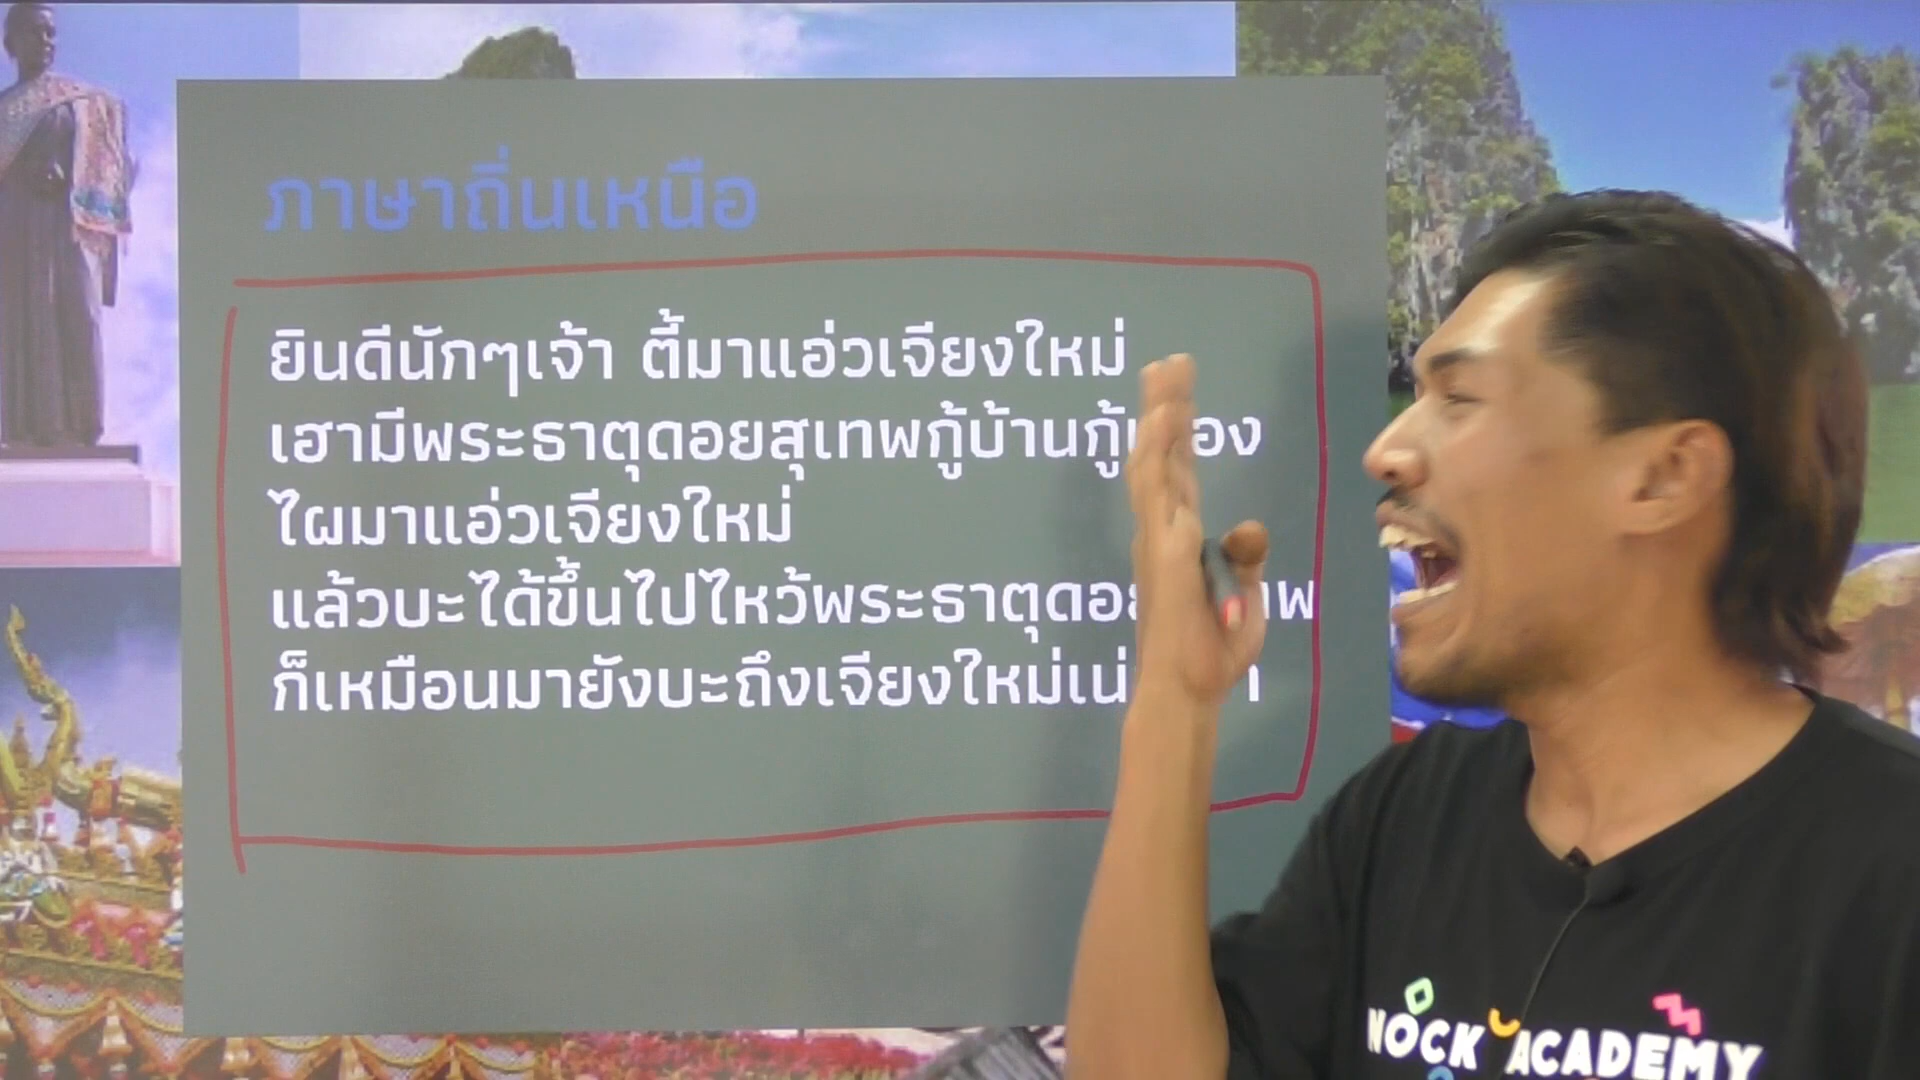 ภาษาถิ่นเหนือ
ยินดีนักๆเจ้า ตี้มาแอ่วเจียงใหม่
เฮามีพระธาตุดอยสุเทพกู้บ้านกู้
ไผมาแอ่วเจียงใหม่
แล้วบะได้ขึ้นไปไหว้พระธาตุ
ก็เหมือนมายังบะถึงเจียงใหม่
NOCK ACADEMY